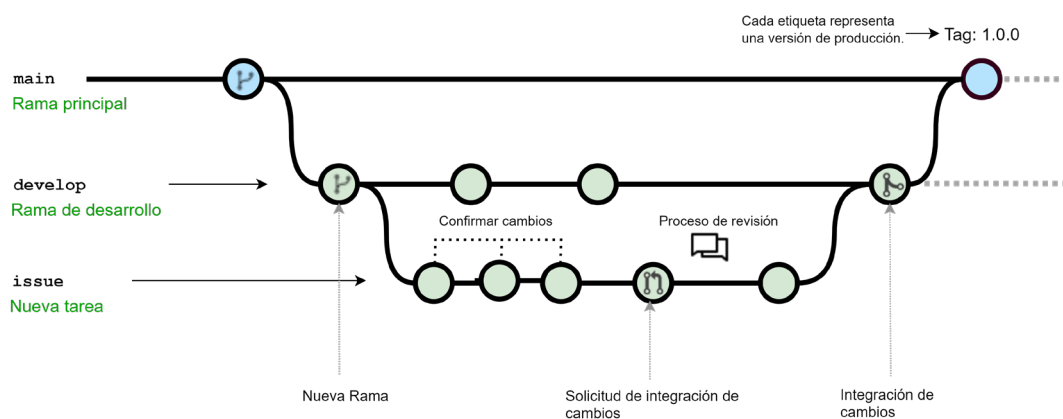 Cada etiqueta representa
una versión de producción.
Tag: 1.0.0
main
Rama principal
develop
Rama de desarrollo
Confirmar cambios
Proceso de revisión
issue
Nueva tarea
Nueva Rama
Solicitud de integración de
cambios
Integración de
cambios